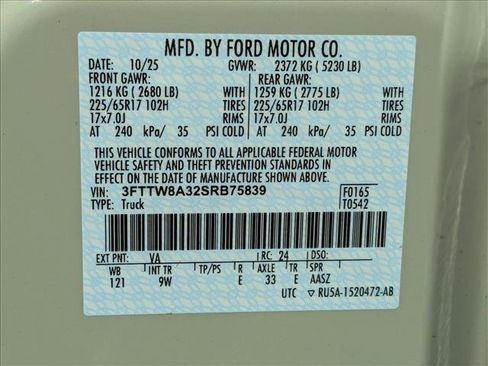 MFD. BY FORD MOTOR CO.
DATE: 10/25 GVWR: 2372 KG ( 5230 LB)
FRONT GAWR: REAR GAWR:
1216 KG ( 2680 LB) WITH 1259 KG ( 2775 LB) WITH
225/65R17 102H TIRES 225/65R17 102H TIRES
17x7.0J RIMS 17x7.0J RIMS
AT 240 kPa/ 35 PSI COLD AT 240 kPa/ 35 PSI COLD
THIS VEHICLE CONFORMS TO ALL APPLICABLE FEDERAL MOTOR
VEHICLE SAFETY AND THEFT PREVENTION STANDARDS IN
EFFECT ON THE DATE OF MANUFACTURE SHOWN ABOVE.
VIN: 3FTTW8A32SRB75839 F0165
TYPE: Truck T0542
EXT PNT: VA RC: 24 DSO:
WB INT TR TP/PS R AXLE TR SPR
121 9W E 33 E AASZ
UTC ▽ RU5A-1520472-AB